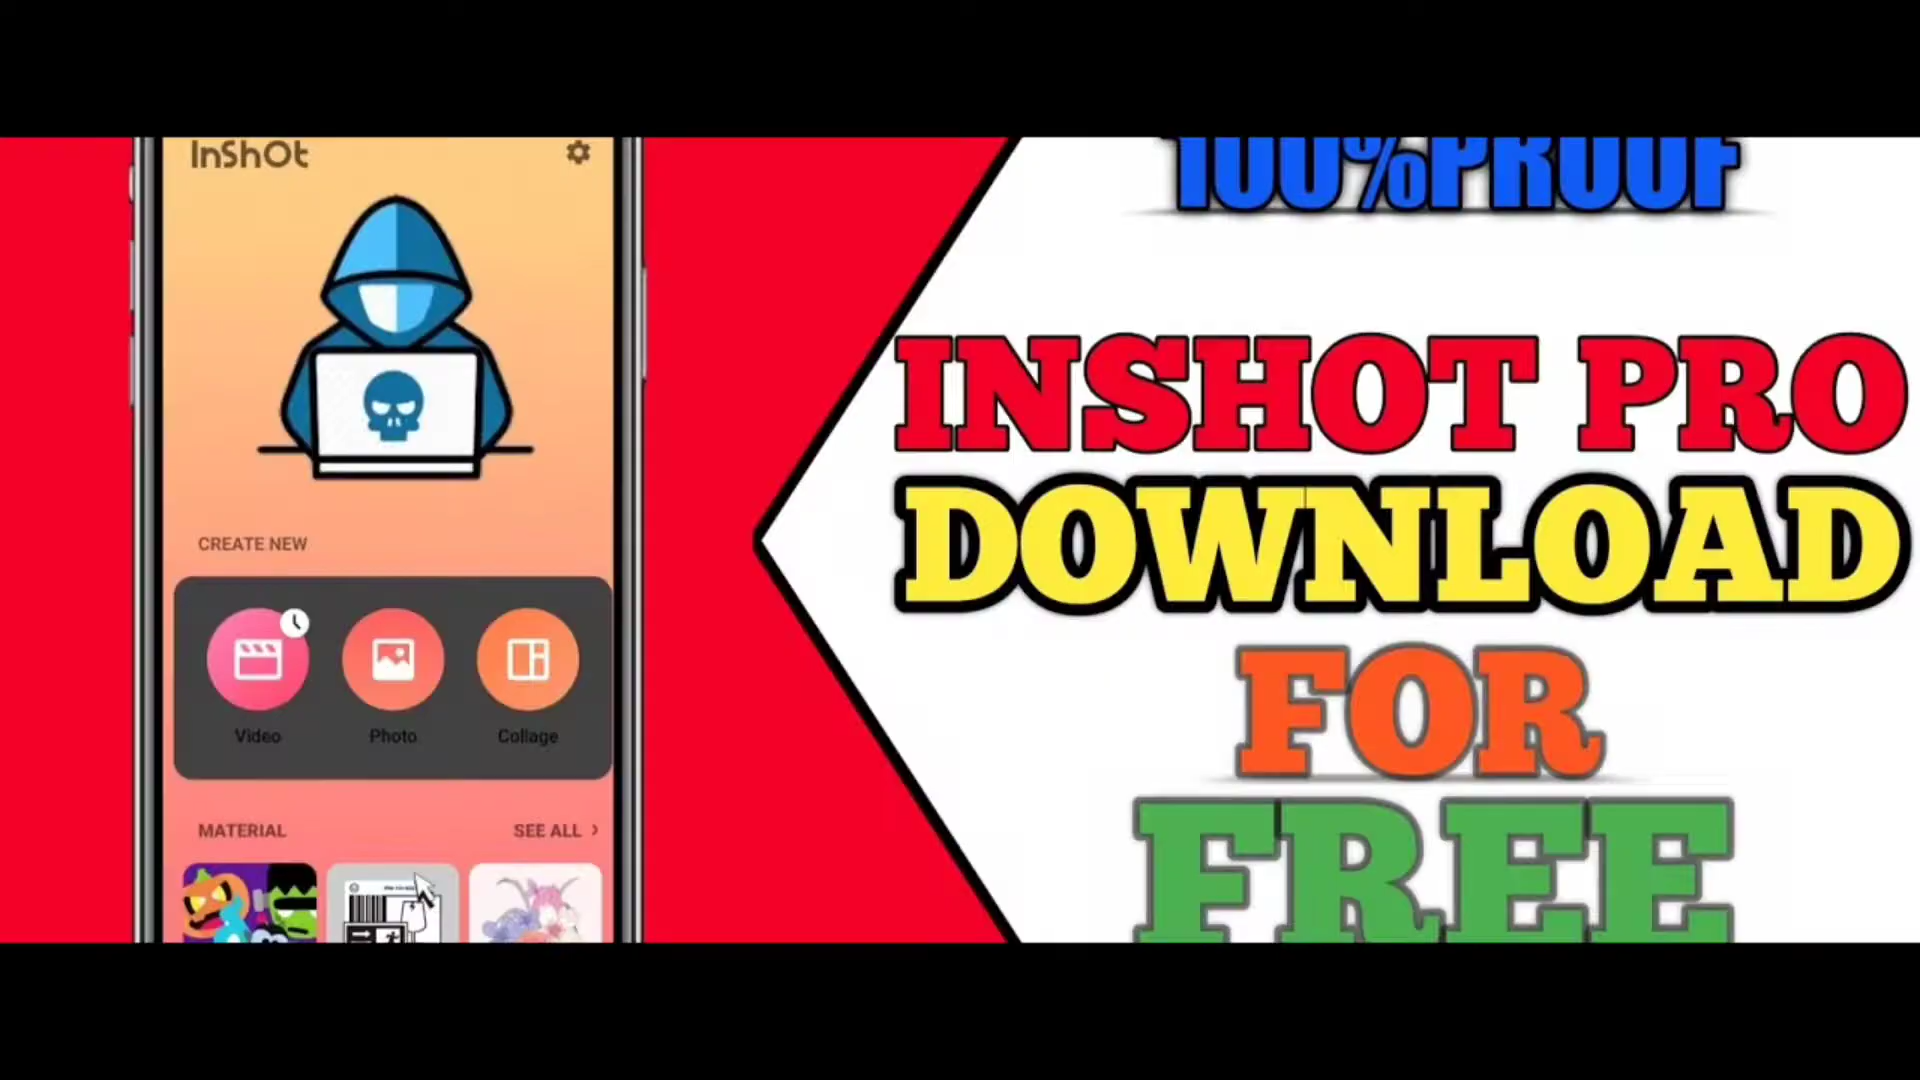 InShOt
CREATE NEW
Video Photo Collage
MATERIAL SEE ALL >
100%PROOF
INSHOT PRO
DOWNLOAD
FOR
FREE